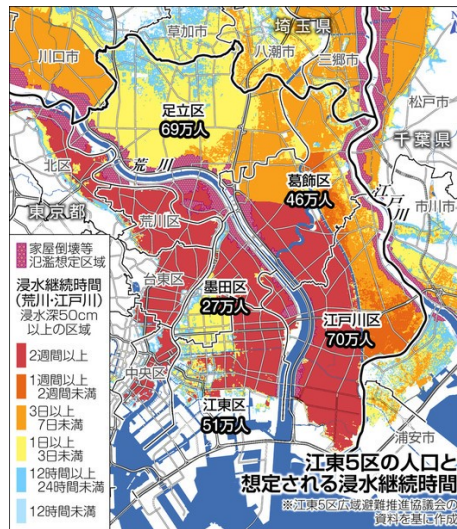 埼玉県
草加市
八潮市
三郷市
川口市
松戸市
足立区
69万人
千葉県
北区
荒川
葛飾区
46万人
江戸川
市川市
東京都
荒川区
家屋倒壊等
氾濫想定区域
浸水継続時間
(荒川・江戸川)
浸水深50cm
以上の区域
台東区
墨田区
27万人
江戸川区
70万人
2週間以上
1週間以上
2週間未満
中央区
3日以上
7日未満
江東区
51万人
1日以上
3日未満
浦安市
12時間以上
24時間未満
12時間未満
江東5区の人口と
想定される浸水継続時間
※江東5区広域避難推進協議会の
資料を基に作成